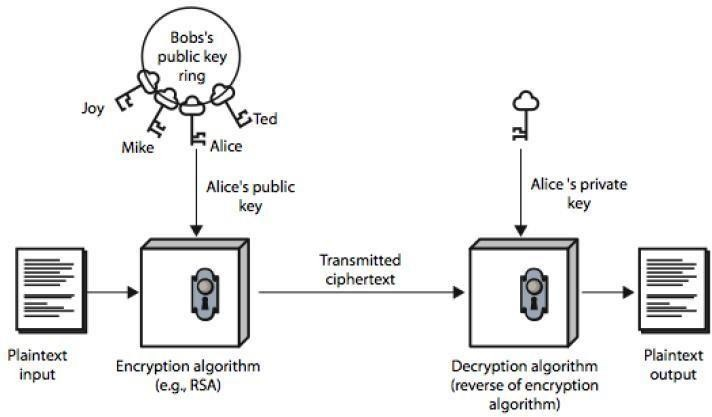 Bobs's
public key
ring
Joy
Mike
Alice
Ted
Alice's public
key
Alice 's private
key
Transmitted
ciphertext
Plaintext
input
Encryption algorithm
(e.g., RSA)
Decryption algorithm
(reverse of encryption
algorithm)
Plaintext
output